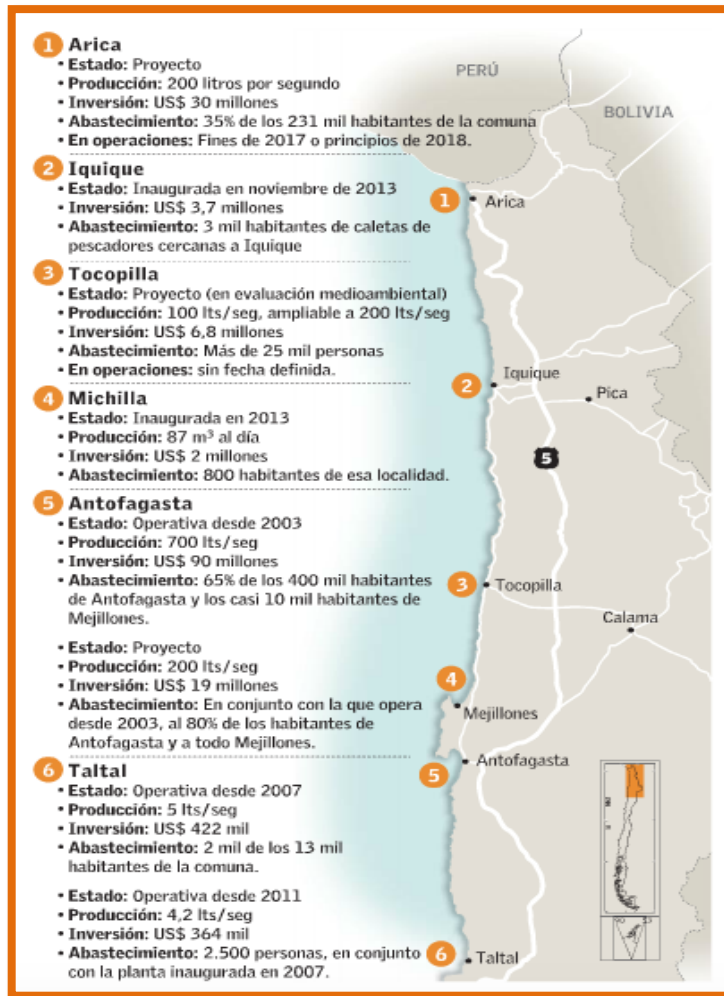 1 Arica
• Estado: Proyecto
• Producción: 200 litros por segundo
• Inversión: US$ 30 millones
• Abastecimiento: 35% de los 231 mil habitantes de la comuna
• En operaciones: Fines de 2017 o principios de 2018.
2 Iquique
• Estado: Inaugurada en noviembre de 2013
• Inversión: US$ 3,7 millones
• Abastecimiento: 3 mil habitantes de caletas de
pescadores cercanas a Iquique
3 Tocopilla
• Estado: Proyecto (en evaluación medioambiental)
• Producción: 100 lts/seg, ampliable a 200 lts/seg
• Inversión: US$ 6,8 millones
• Abastecimiento: Más de 25 mil personas
• En operaciones: sin fecha definida.
4 Michilla
• Estado: Inaugurada en 2013
• Producción: 87 m³ al día
• Inversión: US$ 2 millones
• Abastecimiento: 800 habitantes de esa localidad.
5 Antofagasta
• Estado: Operativa desde 2003
• Producción: 700 lts/seg
• Inversión: US$ 90 millones
• Abastecimiento: 65% de los 400 mil habitantes
de Antofagasta y los casi 10 mil habitantes de
Mejillones.
• Estado: Proyecto
• Producción: 200 lts/seg
• Inversión: US$ 19 millones
• Abastecimiento: En conjunto con la que opera
desde 2003, al 80% de los habitantes de
Antofagasta y a todo Mejillones.
6 Taltal
• Estado: Operativa desde 2007
• Producción: 5 lts/seg
• Inversión: US$ 422 mil
• Abastecimiento: 2 mil de los 13 mil
habitantes de la comuna.
• Estado: Operativa desde 2011
• Producción: 4,2 lts/seg
• Inversión: US$ 364 mil
• Abastecimiento: 2.500 personas, en conjunto
con la planta inaugurada en 2007.
PERÚ
BOLIVIA
1 Arica
2 Iquique
Pica
5
3 Tocopilla
Calama
4
Mejillones
5 Antofagasta
6 Taltal